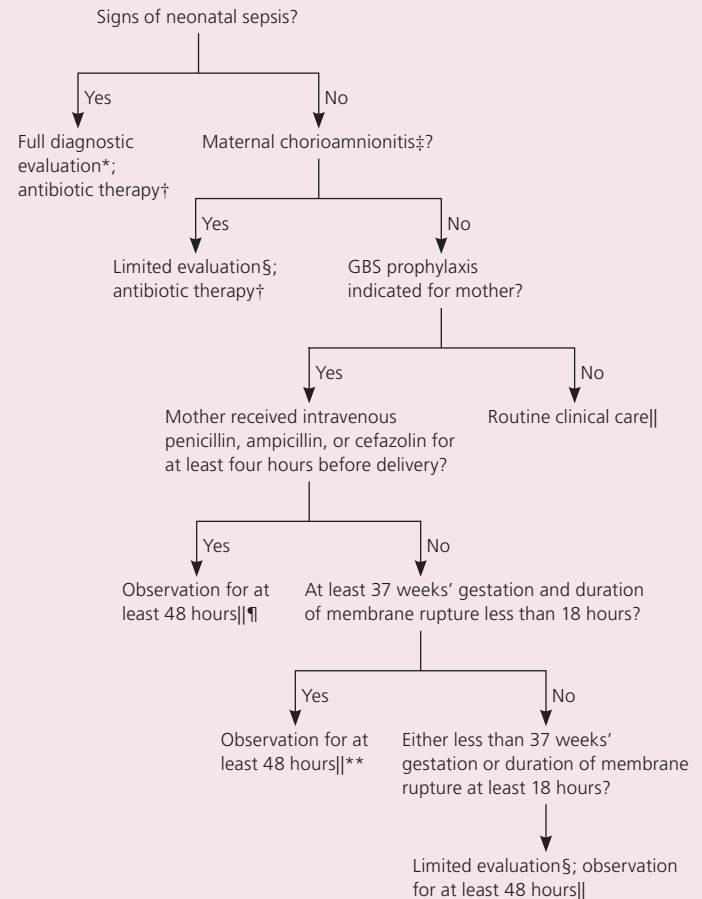 Signs of neonatal sepsis?
Yes
No
Full diagnostic
evaluation*;
antibiotic therapy†
Maternal chorioamnionitis‡?
Yes
No
Limited evaluation§;
antibiotic therapy†
GBS prophylaxis
indicated for mother?
Yes
No
Mother received intravenous
penicillin, ampicillin, or cefazolin for
at least four hours before delivery?
Routine clinical care||
Yes
No
Observation for at
least 48 hours||¶
At least 37 weeks’ gestation and duration
of membrane rupture less than 18 hours?
Yes
No
Observation for at
least 48 hours||**
Either less than 37 weeks’
gestation or duration of membrane
rupture at least 18 hours?
Limited evaluation§; observation
for at least 48 hours||